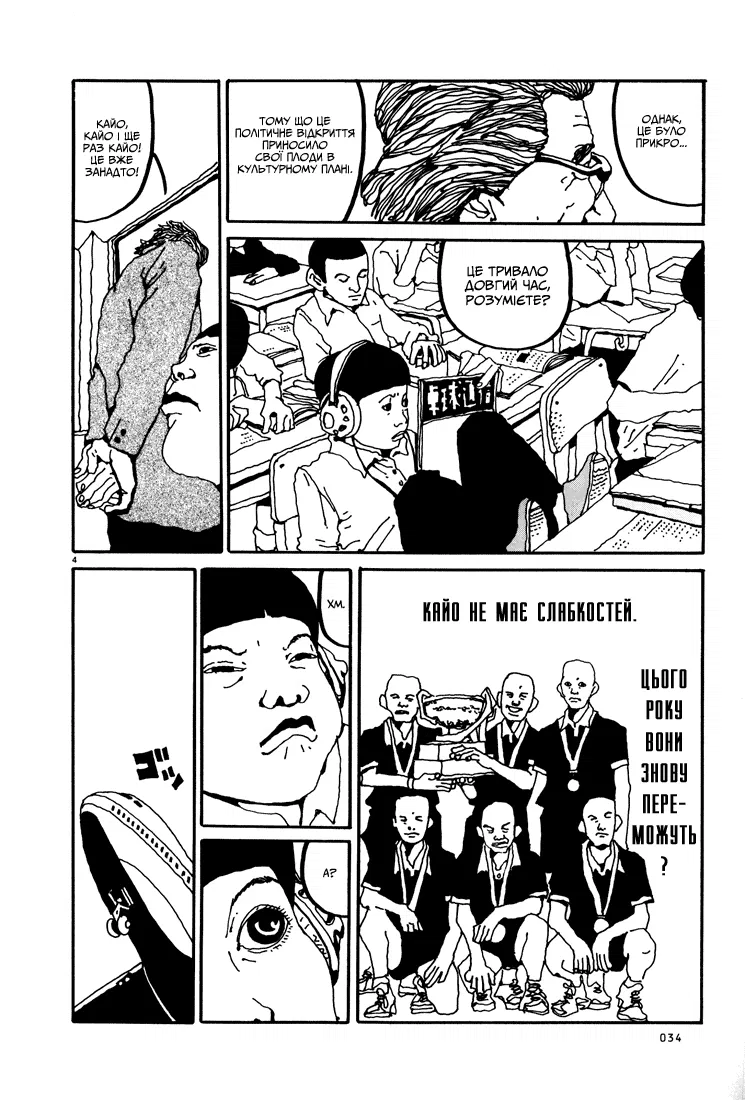 ОДНАК,
ЦЕ БУЛО
ПРИКРО...
ТОМУ ЩО ЦЕ
ПОЛІТИЧНЕ ВІДКРИТТЯ
ПРИНОСИЛО
СВОЇ ПЛОДИ В
КУЛЬТУРНОМУ ПЛАНІ.
ЦЕ ТРИВАЛО
ДОВГИЙ ЧАС,
РОЗУМІЄТЕ?
КАЙО,
КАЙО І ЩЕ
РАЗ КАЙО!
ЦЕ ВЖЕ
ЗАНАДТО!
4
КАЙО НЕ МАЄ СЛАБКОСТЕЙ.
ЦЬОГО
РОКУ
ВОНИ
ЗНОВУ
ПЕРЕ-
МОЖУТЬ
?
ХМ.
А?
ゴッ
034